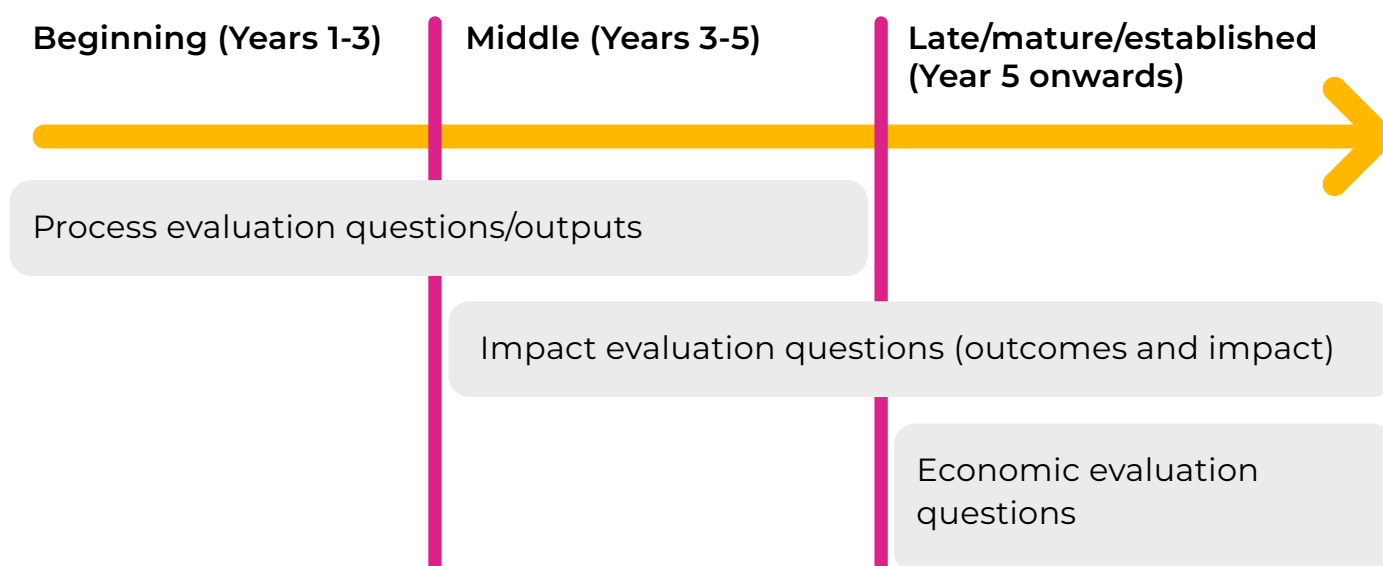 Beginning (Years 1-3)
Middle (Years 3-5)
Late/mature/established
(Year 5 onwards)
Process evaluation questions/outputs
Impact evaluation questions (outcomes and impact)
Economic evaluation
questions